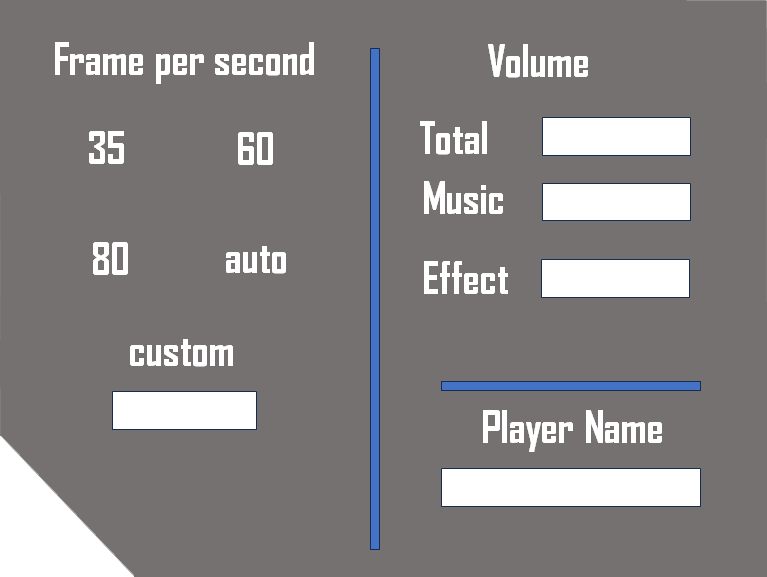 Frame per second
35 60
80 auto
custom
Volume
Total
Music
Effect
Player Name